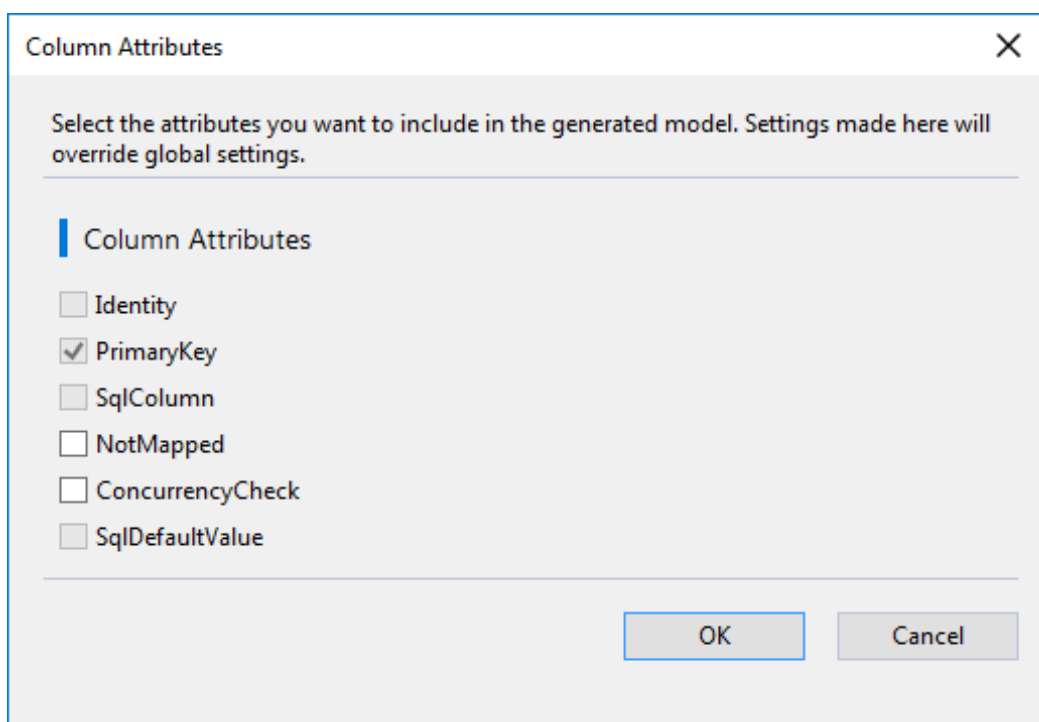 Column Attributes
Select the attributes you want to include in the generated model. Settings made here will
override global settings.
Column Attributes
Identity
PrimaryKey
SqlColumn
NotMapped
ConcurrencyCheck
SqlDefaultValue
OK
Cancel